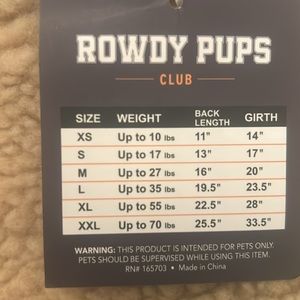 ROWDY PUPS
CLUB
SIZE WEIGHT BACK LENGTH GIRTH
XS Up to 10 lbs 11" 14"
S Up to 17 lbs 13" 17"
M Up to 27 lbs 16" 20"
L Up to 35 lbs 19.5" 23.5"
XL Up to 55 lbs 22.5" 28"
XXL Up to 70 lbs 25.5" 33.5"
WARNING: THIS PRODUCT IS INTENDED FOR PETS ONLY.
PETS SHOULD BE SUPERVISED WHILE USING THIS ITEM.
RN# 165703 • Made in China